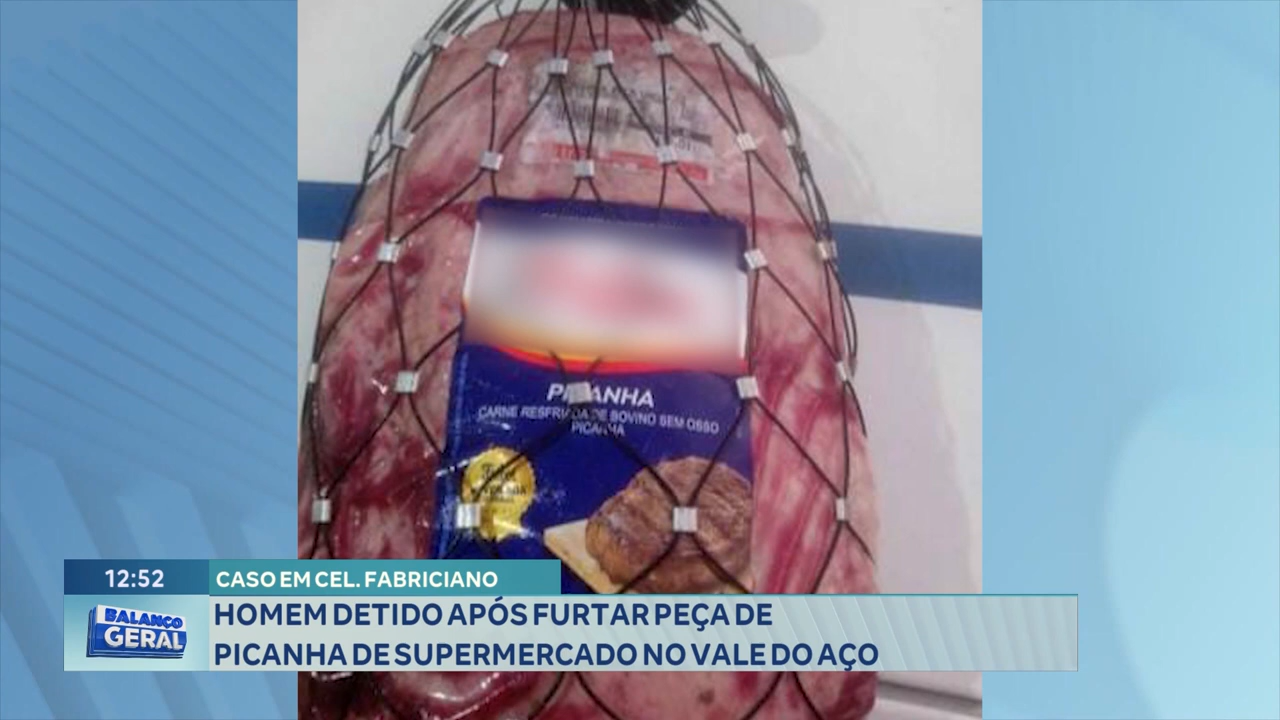 PICANHA
CARNE RESFRIADA DE BOVINO SEM OSSO
PICANHA
12:52
CASO EM CEL. FABRICIANO
BALANÇO
GERAL
HOMEM DETIDO APÓS FURTAR PEÇA DE
PICANHA DE SUPERMERCADO NO VALE DO AÇO